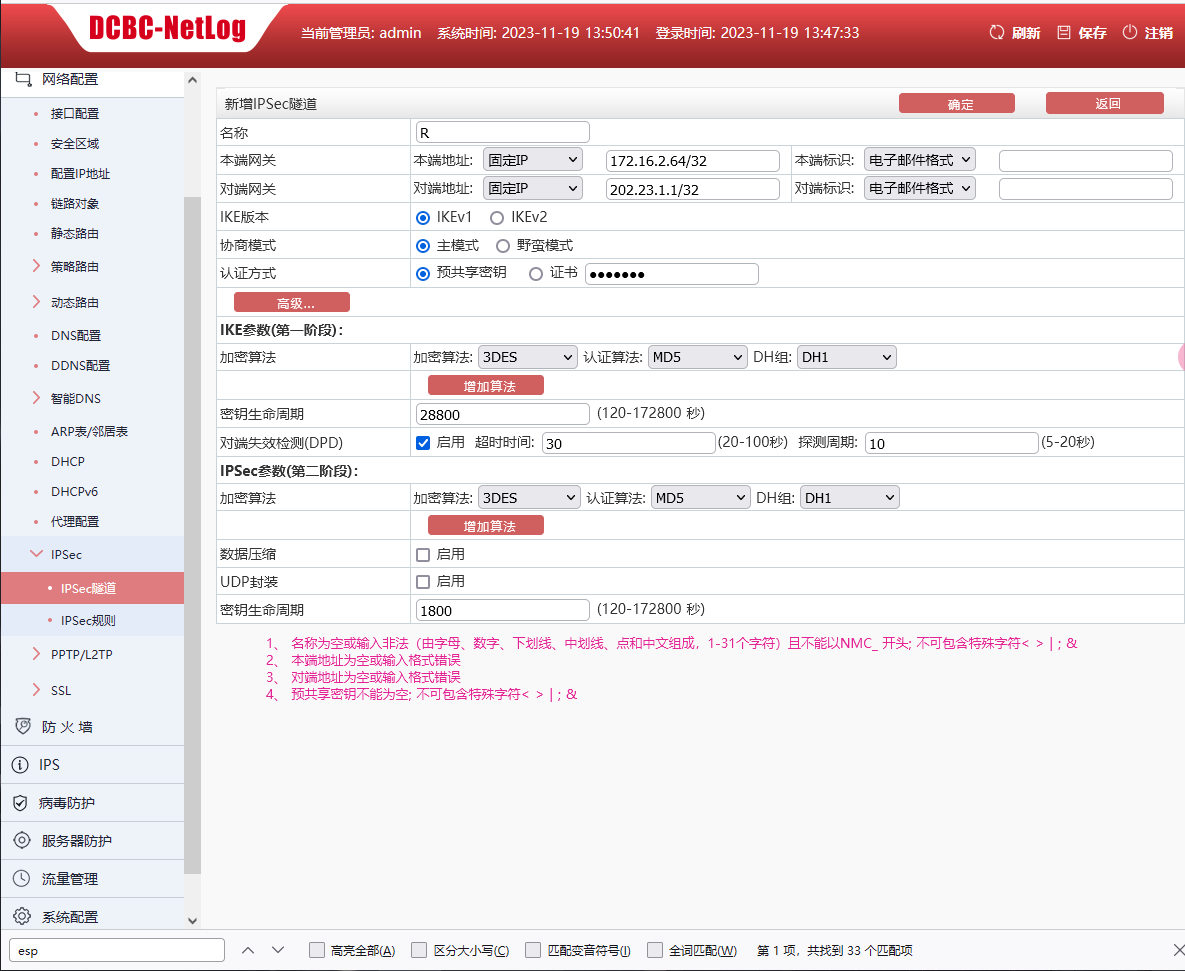 DCBC-NetLog 当前管理员: admin 系统时间: 2023-11-19 13:50:41 登录时间: 2023-11-19 13:47:33 刷新 保存 注销
网络配置
接口配置
安全区域
配置IP地址
链路对象
静态路由
策略路由
动态路由
DNS配置
DDNS配置
智能DNS
ARP表/邻居表
DHCP
DHCPv6
代理配置
IPSec
IPSec隧道
IPSec规则
PPTP/L2TP
SSL
防 火 墙
IPS
病毒防护
服务器防护
流量管理
系统配置
新增IPSec隧道 确定 返回
名称 R
本端网关 本端地址: 固定IP 172.16.2.64/32 本端标识: 电子邮件格式
对端网关 对端地址: 固定IP 202.23.1.1/32 对端标识: 电子邮件格式
IKE版本 IKEv1 IKEv2
协商模式 主模式 野蛮模式
认证方式 预共享密钥 证书 ●●●●●●●
高级...
IKE参数(第一阶段):
加密算法 加密算法: 3DES 认证算法: MD5 DH组: DH1
增加算法
密钥生命周期 28800 (120-172800 秒)
对端失效检测(DPD) 启用 超时时间: 30 (20-100秒) 探测周期: 10 (5-20秒)
IPSec参数(第二阶段):
加密算法 加密算法: 3DES 认证算法: MD5 DH组: DH1
增加算法
数据压缩 启用
UDP封装 启用
密钥生命周期 1800 (120-172800 秒)
1、 名称为空或输入非法（由字母、数字、下划线、中划线、点和中文组成，1-31个字符）且不能以NMC_ 开头; 不可包含特殊字符< > | ; &
2、 本端地址为空或输入格式错误
3、 对端地址为空或输入格式错误
4、 预共享密钥不能为空; 不可包含特殊字符< > | ; &
esp 高亮全部(A) 区分大小写(C) 匹配变音符号(I) 全词匹配(W) 第 1 项，共找到 33 个匹配项